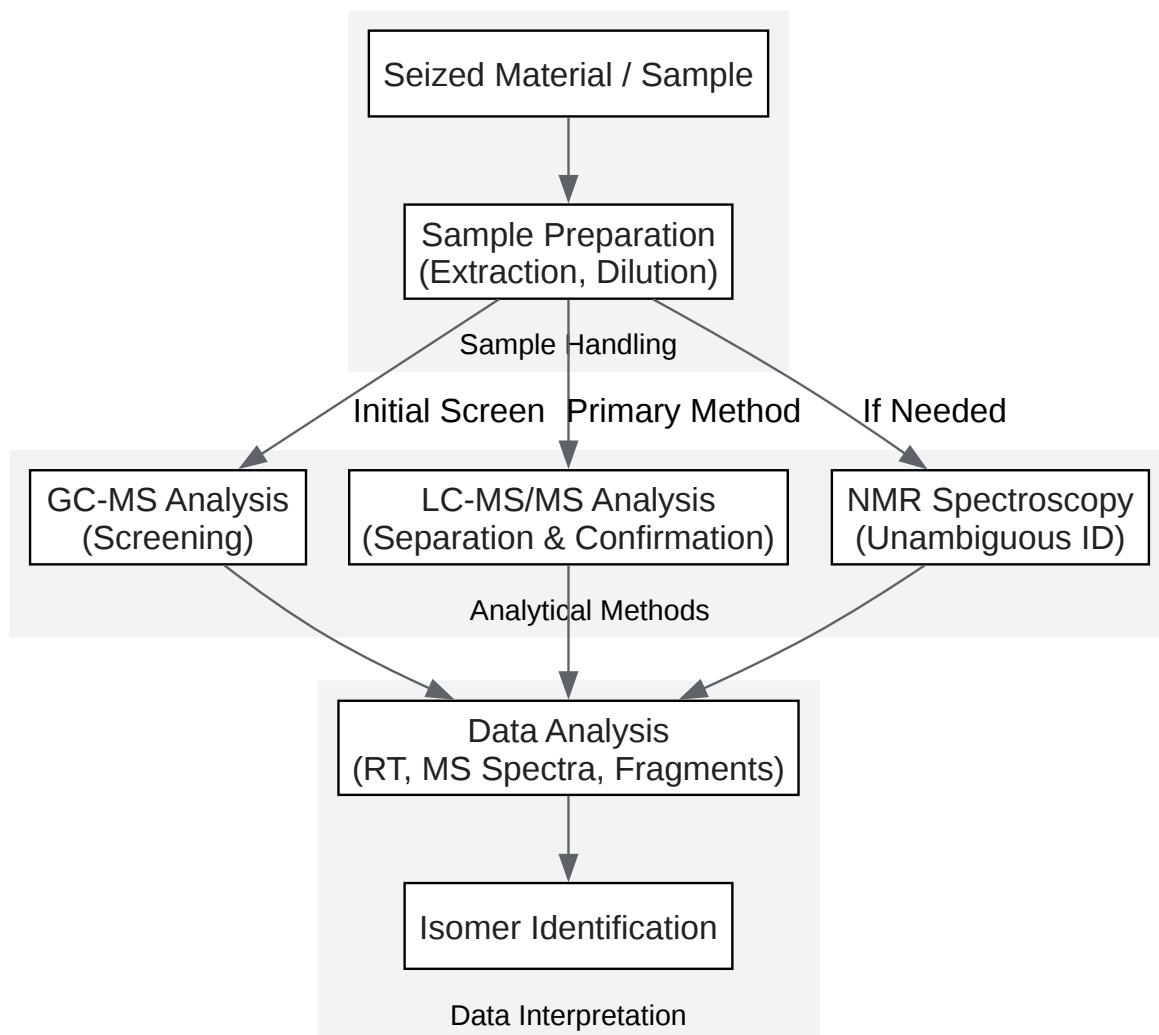 Seized Material / Sample
Sample Preparation
(Extraction, Dilution)
Sample Handling
Initial Screen
Primary Method
If Needed
GC-MS Analysis
(Screening)
LC-MS/MS Analysis
(Separation & Confirmation)
NMR Spectroscopy
(Unambiguous ID)
Analytical Methods
Data Analysis
(RT, MS Spectra, Fragments)
Isomer Identification
Data Interpretation